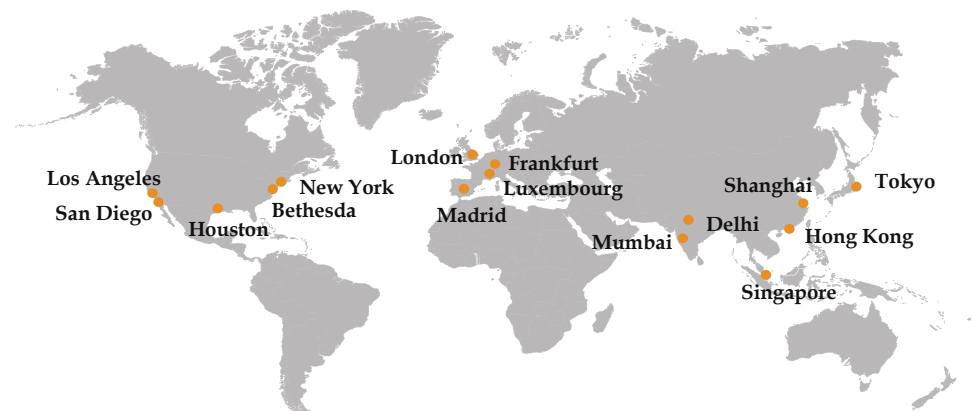 London
Frankfurt
Los Angeles
New York
Luxembourg
Shanghai
Tokyo
San Diego
Bethesda
Madrid
Houston
Mumbai
Delhi
Hong Kong
Singapore